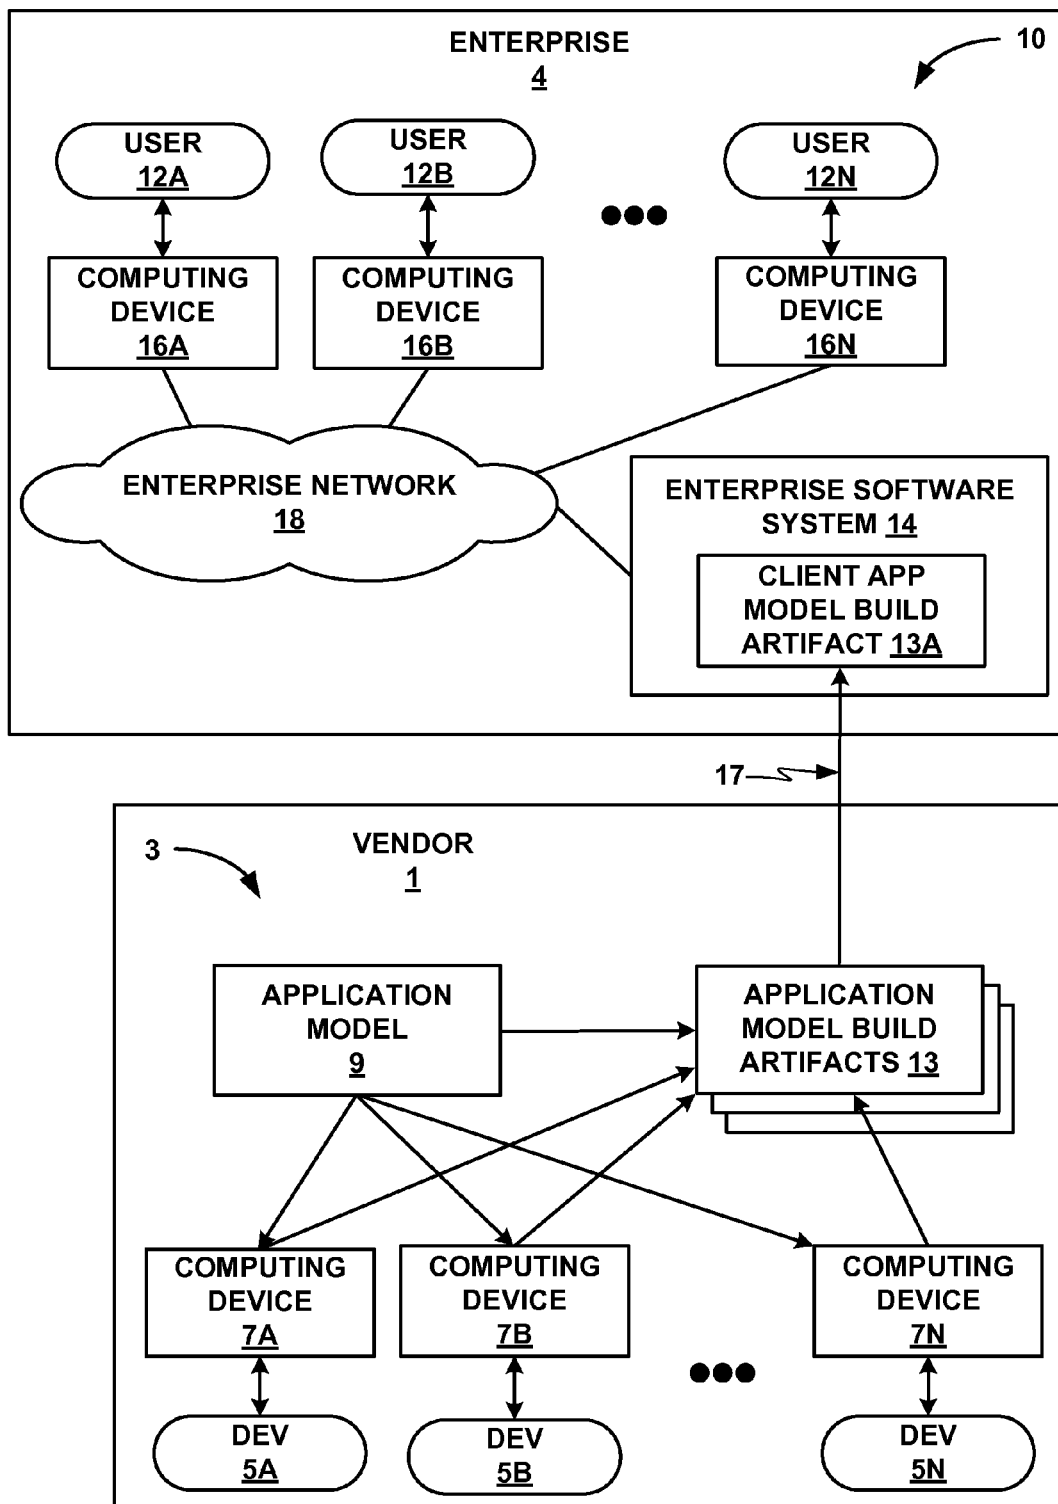 ENTERPRISE
4
10
USER
12A
USER
12B
USER
12N
COMPUTING
DEVICE
16A
COMPUTING
DEVICE
16B
COMPUTING
DEVICE
16N
ENTERPRISE NETWORK
18
ENTERPRISE SOFTWARE
SYSTEM 14
CLIENT APP
MODEL BUILD
ARTIFACT 13A
17
VENDOR
1
3
APPLICATION
MODEL
9
APPLICATION
MODEL BUILD
ARTIFACTS 13
COMPUTING
DEVICE
7A
COMPUTING
DEVICE
7B
COMPUTING
DEVICE
7N
DEV
5A
DEV
5B
DEV
5N